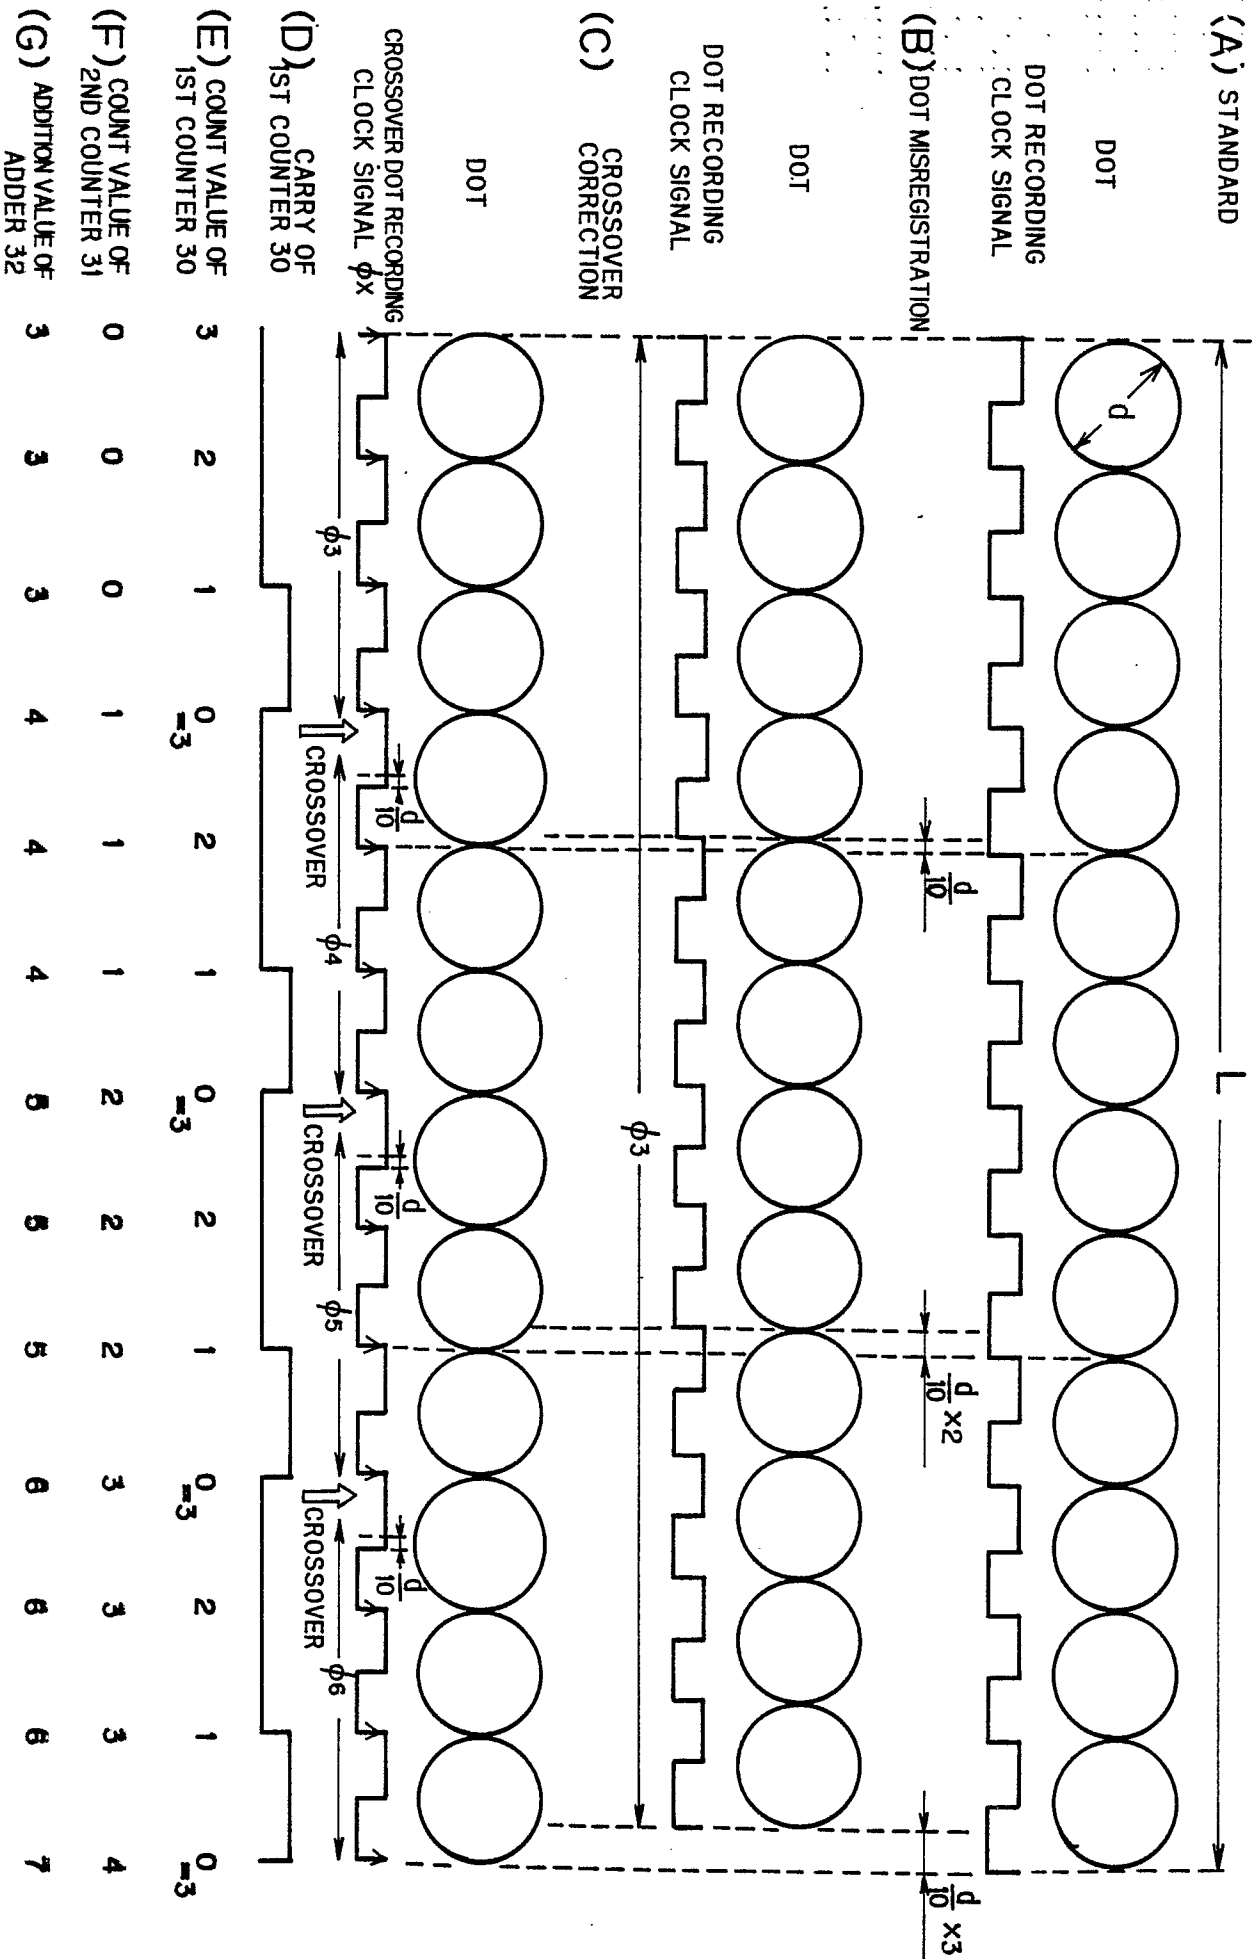 (A) STANDARD
L
DOT
d
DOT RECORDING
CLOCK SIGNAL
(B) DOT MISREGISTRATION
d/10
d/10 ×2
d/10 ×3
DOT
DOT RECORDING
CLOCK SIGNAL
ϕ3
(C) CROSSOVER
CORRECTION
DOT
d/10
d/10
d/10
CROSSOVER DOT RECORDING
CLOCK SIGNAL ϕX
ϕ3
ϕ4
ϕ5
ϕ6
CROSSOVER
CROSSOVER
CROSSOVER
(D) CARRY OF
1ST COUNTER 30
(E) COUNT VALUE OF
1ST COUNTER 30
3 2 1 0=3 2 1 0=3 2 1 0=3 2 1 0=3
(F) COUNT VALUE OF
2ND COUNTER 31
0 0 0 1 1 1 2 2 2 3 3 3 4
(G) ADDITION VALUE OF
ADDER 32
3 3 3 4 4 4 5 5 5 6 6 6 7